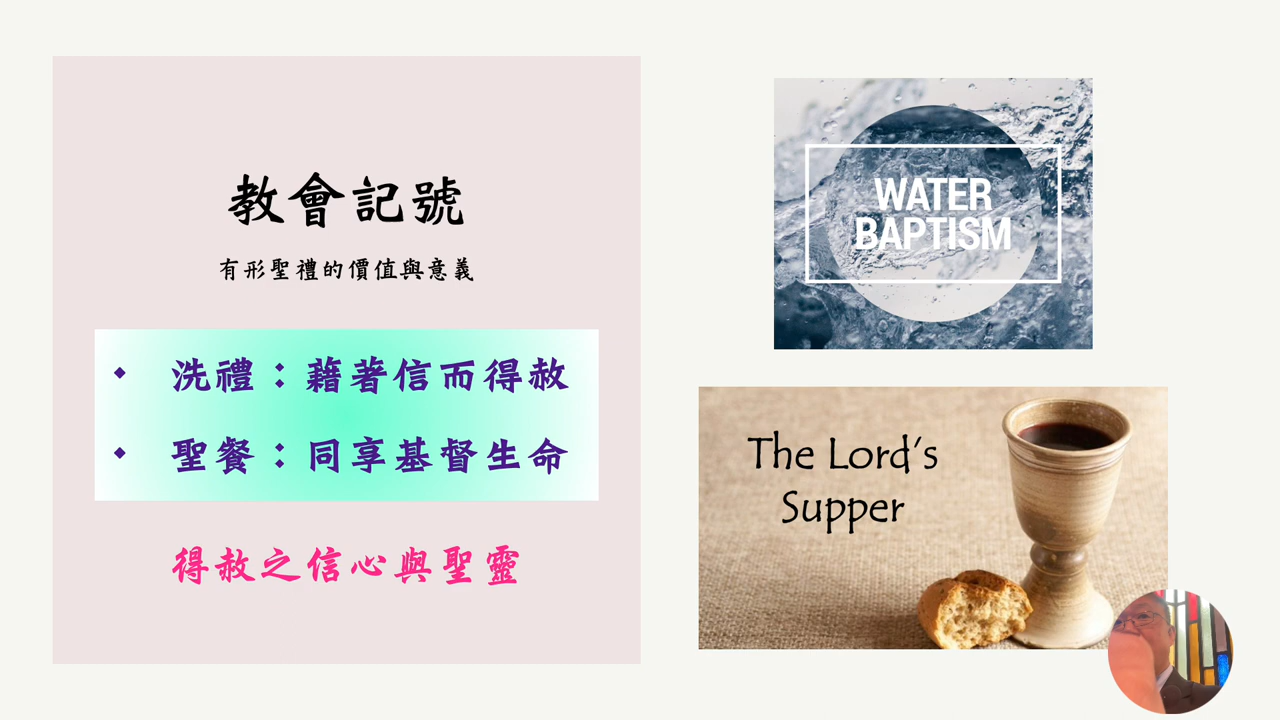 教會記號
有形聖禮的價值與意義
• 洗禮：藉著信而得赦
• 聖餐：同享基督生命
得赦之信心與聖靈
WATER
BAPTISM
The Lord's
Supper